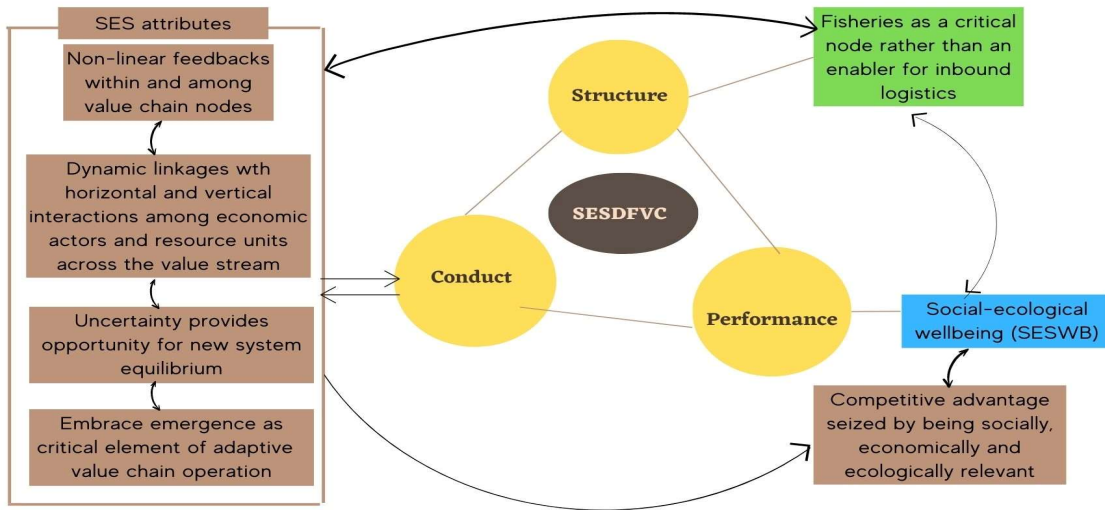 SES attributes
Non-linear feedbacks
within and among
value chain nodes
Dynamic linkages wth
horizontal and vertical
interactions among economic
actors and resource units
across the value stream
Uncertainty provides
opportunity for new system
equilibrium
Embrace emergence as
critical element of adaptive
value chain operation
Structure
SESDFVC
Conduct
Performance
Fisheries as a critical
node rather than an
enabler for inbound
logistics
Social-ecological
wellbeing (SESWB)
Competitive advantage
seized by being socially,
economically and
ecologically relevant